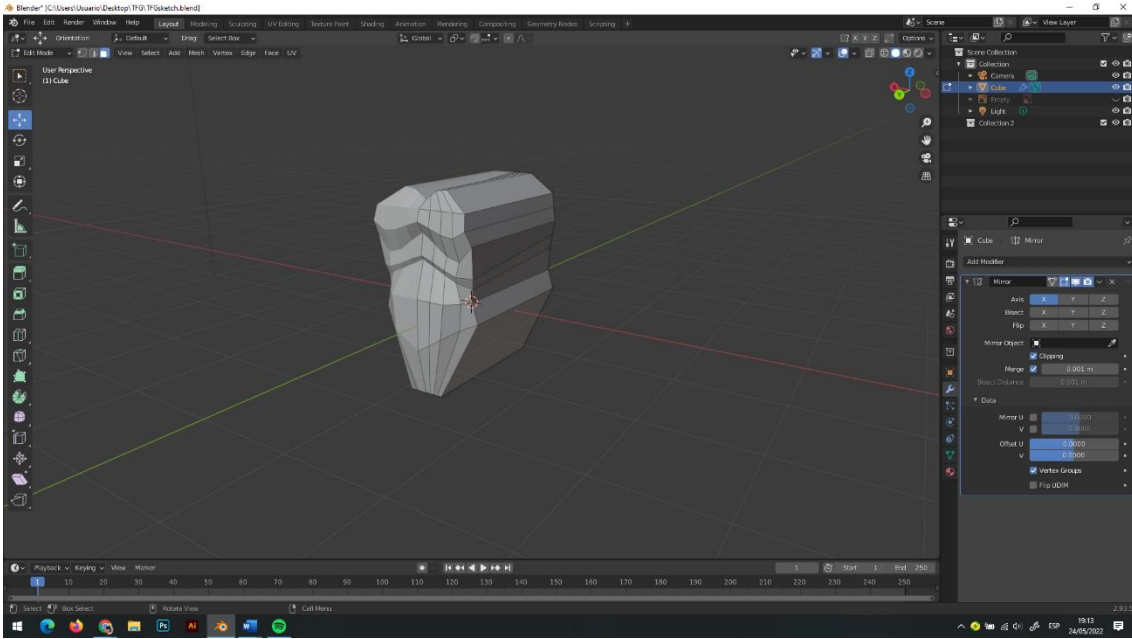 Blender* [C:\Users\Usuario\Desktop\TFG\TFGsketch.blend]
File Edit Render Window Help Layout Modeling Sculpting UV Editing Texture Paint Shading Animation Rendering Compositing Geometry Nodes Scripting + Scene View Layer
Orientation: Default Drag: Select Box Global X Y Z Options
Edit Mode View Select Add Mesh Vertex Edge Face UV
User Perspective
(1) Cube
Scene Collection
Collection
Camera
Cube
Empty
Light
Collection 2
Cube Mirror
Add Modifier
Mirror
Axis X Y Z
Bisect X Y Z
Flip X Y Z
Mirror Object
Clipping
Merge 0.001 m
Bisect Distance 0.001 m
Data
Mirror U 0.0000
V 0.0000
Offset U 0.0000
V 0.0000
Vertex Groups
Flip UDIM
Playback Keying View Marker 1 Start 1 End 250
1 10 20 30 40 50 60 70 80 90 100 110 120 130 140 150 160 170 180 190 200 210 220 230 240 250
Select Box Select Rotate View Call Menu
Ps Ai ESP
19:13
24/05/2022